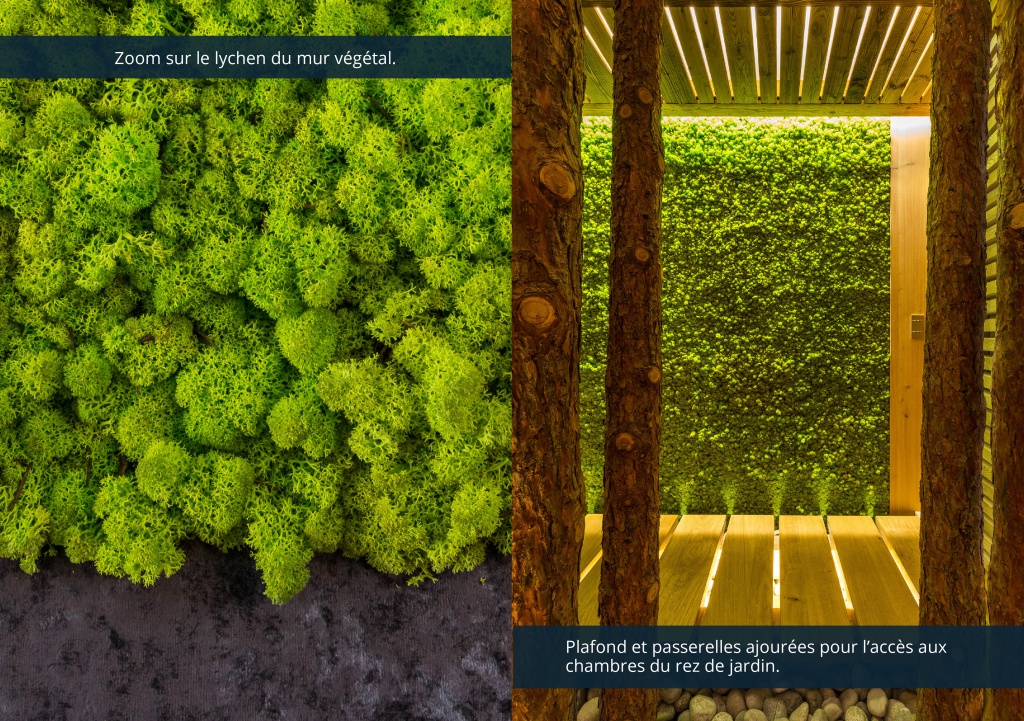 Zoom sur le lychen du mur végétal.
Plafond et passerelles ajourées pour l’accès aux
chambres du rez de jardin.